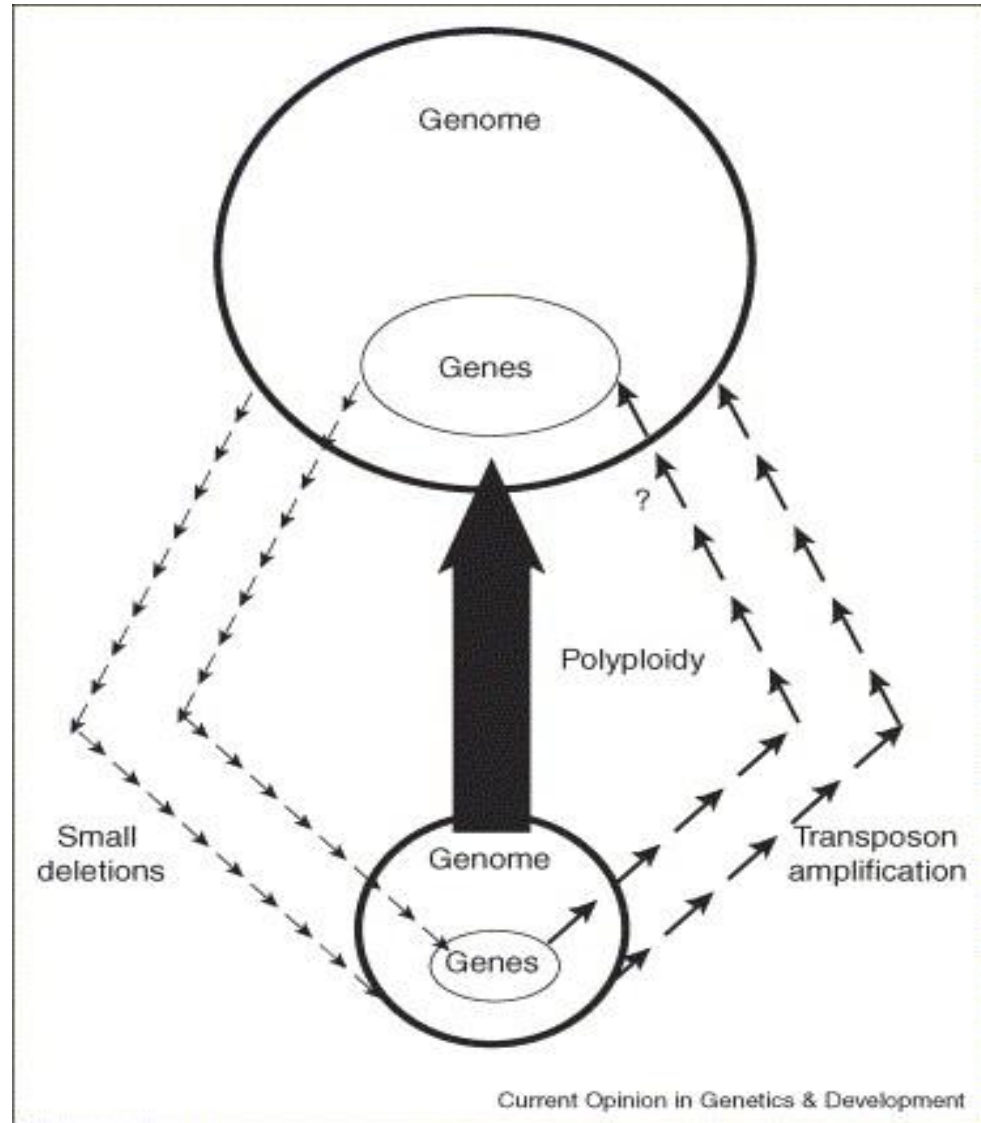 Genome
Genes
?
Polyploidy
Small
deletions
Transposon
amplification
Genome
Genes
Current Opinion in Genetics & Development